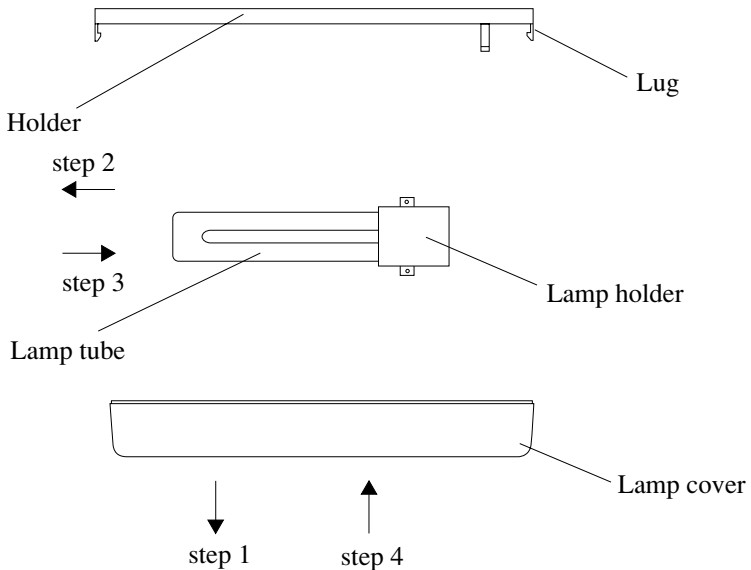 Lug
Holder
step 2
step 3
Lamp holder
Lamp tube
Lamp cover
step 1
step 4